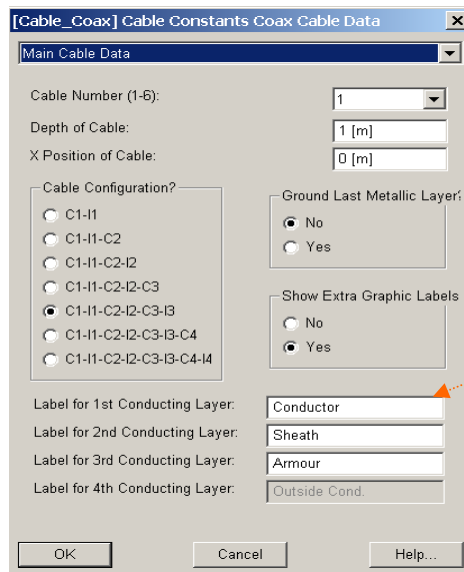 [Cable_Coax] Cable Constants Coax Cable Data
Main Cable Data
Cable Number (1-6): 1
Depth of Cable: 1 [m]
X Position of Cable: 0 [m]
Cable Configuration?
C1-I1
C1-I1-C2
C1-I1-C2-I2
C1-I1-C2-I2-C3
C1-I1-C2-I2-C3-I3
C1-I1-C2-I2-C3-I3-C4
C1-I1-C2-I2-C3-I3-C4-I4
Ground Last Metallic Layer?
No
Yes
Show Extra Graphic Labels
No
Yes
Label for 1st Conducting Layer: Conductor
Label for 2nd Conducting Layer: Sheath
Label for 3rd Conducting Layer: Armour
Label for 4th Conducting Layer: Outside Cond.
OK Cancel Help...